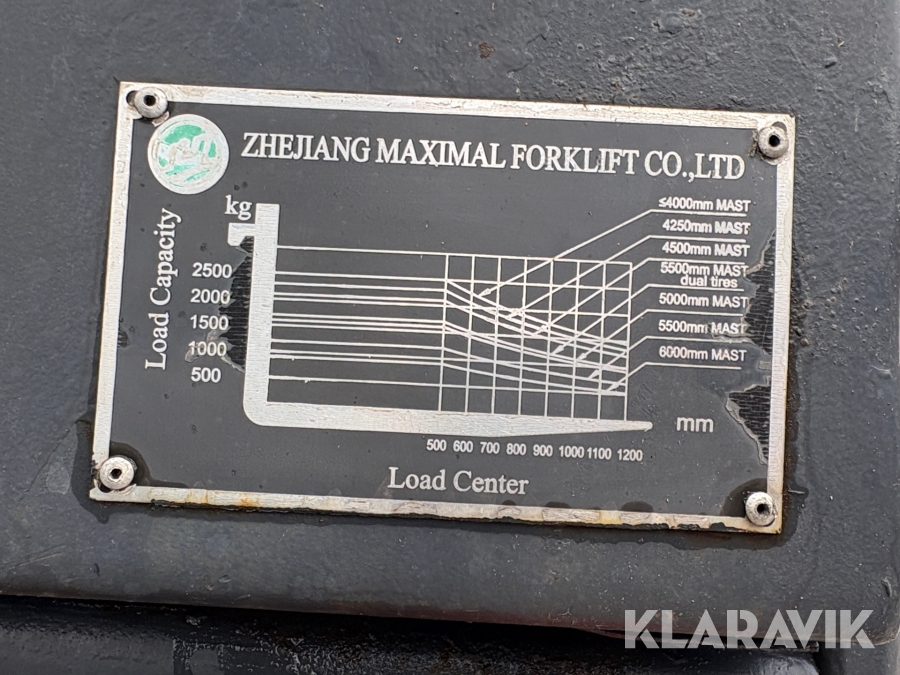 ZHEJIANG MAXIMAL FORKLIFT CO.,LTD
kg
Load Capacity
2500
2000
1500
1000
500
≤4000mm MAST
4250mm MAST
4500mm MAST
5500mm MAST
dual tires
5000mm MAST
5500mm MAST
6000mm MAST
mm
500 600 700 800 900 1000 1100 1200
Load Center
KLARAVIK